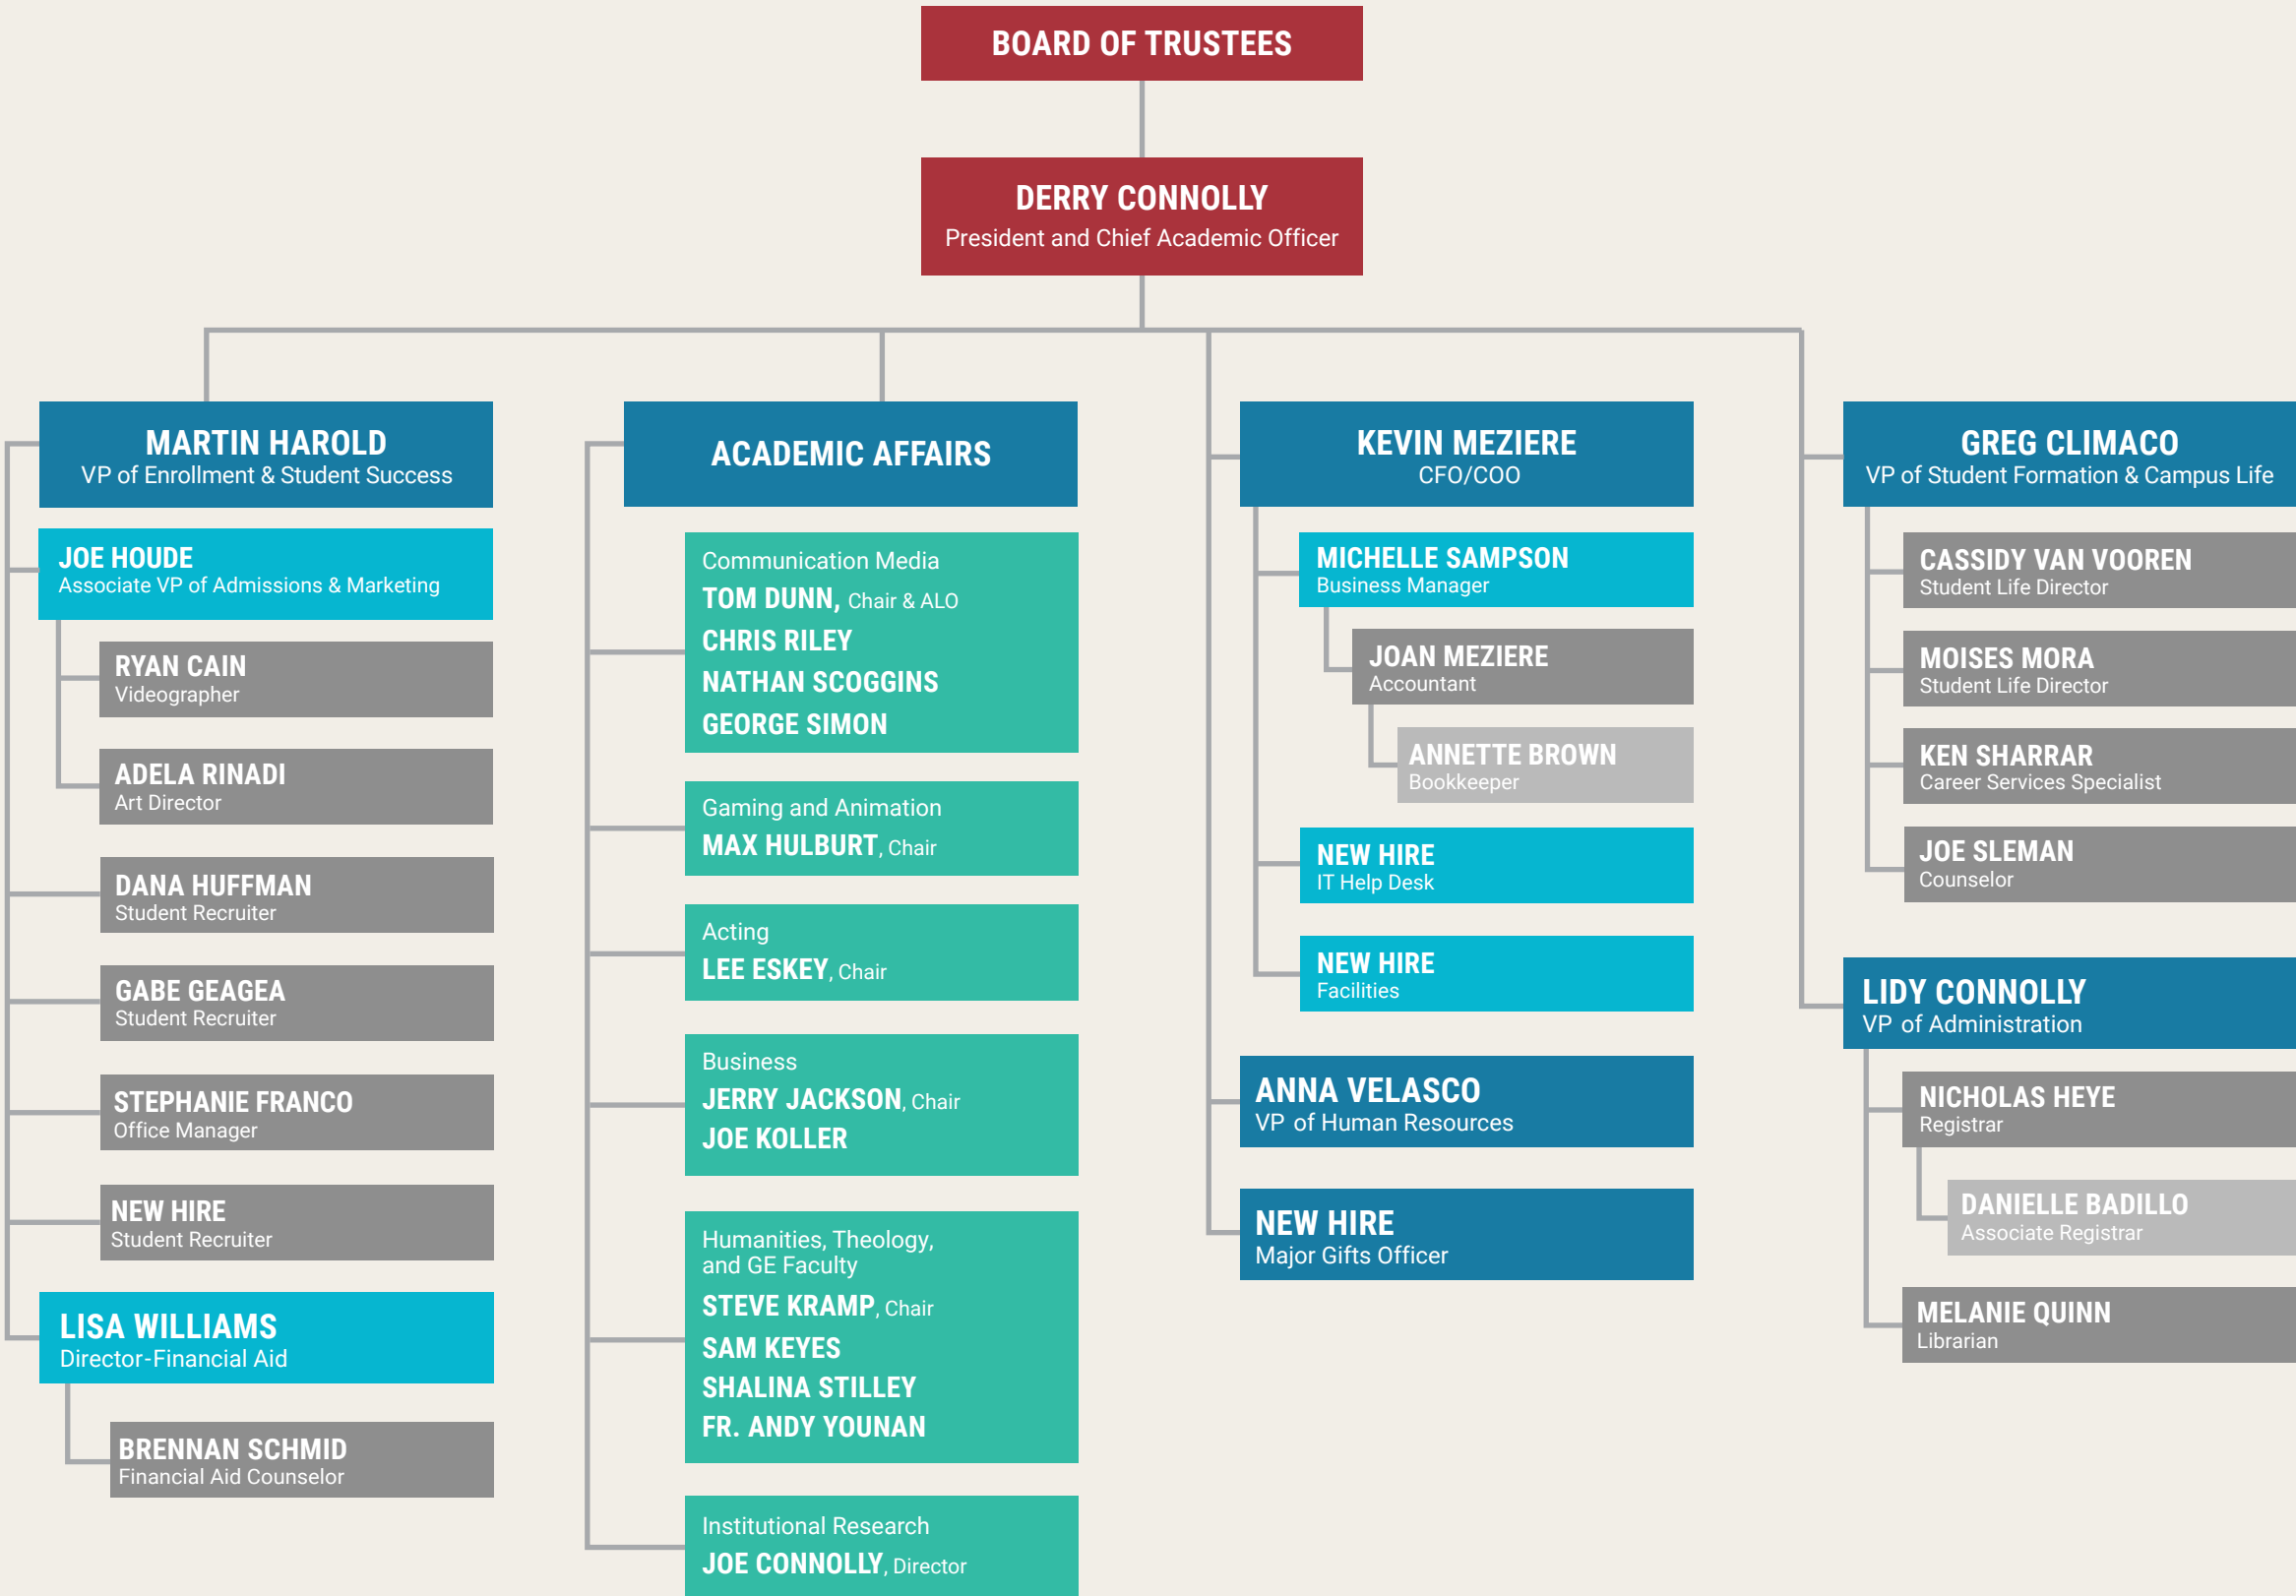 BOARD OF TRUSTEES
DERRY CONNOLLY
President and Chief Academic Officer
MARTIN HAROLD
VP of Enrollment & Student Success
JOE HOUDE
Associate VP of Admissions & Marketing
RYAN CAIN
Videographer
ADELA RINADI
Art Director
DANA HUFFMAN
Student Recruiter
GABE GEAGEA
Student Recruiter
STEPHANIE FRANCO
Office Manager
NEW HIRE
Student Recruiter
LISA WILLIAMS
Director-Financial Aid
BRENNAN SCHMID
Financial Aid Counselor
ACADEMIC AFFAIRS
Communication Media
TOM DUNN, Chair & ALO
CHRIS RILEY
NATHAN SCOGGINS
GEORGE SIMON
Gaming and Animation
MAX HULBURT, Chair
Acting
LEE ESKEY, Chair
Business
JERRY JACKSON, Chair
JOE KOLLER
Humanities, Theology,
and GE Faculty
STEVE KRAMP, Chair
SAM KEYES
SHALINA STILLEY
FR. ANDY YOUNAN
Institutional Research
JOE CONNOLLY, Director
KEVIN MEZIERE
CFO/COO
MICHELLE SAMPSON
Business Manager
JOAN MEZIERE
Accountant
ANNETTE BROWN
Bookkeeper
NEW HIRE
IT Help Desk
NEW HIRE
Facilities
ANNA VELASCO
VP of Human Resources
NEW HIRE
Major Gifts Officer
GREG CLIMACO
VP of Student Formation & Campus Life
CASSIDY VAN VOOREN
Student Life Director
MOISES MORA
Student Life Director
KEN SHARRAR
Career Services Specialist
JOE SLEMAN
Counselor
LIDY CONNOLLY
VP of Administration
NICHOLAS HEYE
Registrar
DANIELLE BADILLO
Associate Registrar
MELANIE QUINN
Librarian